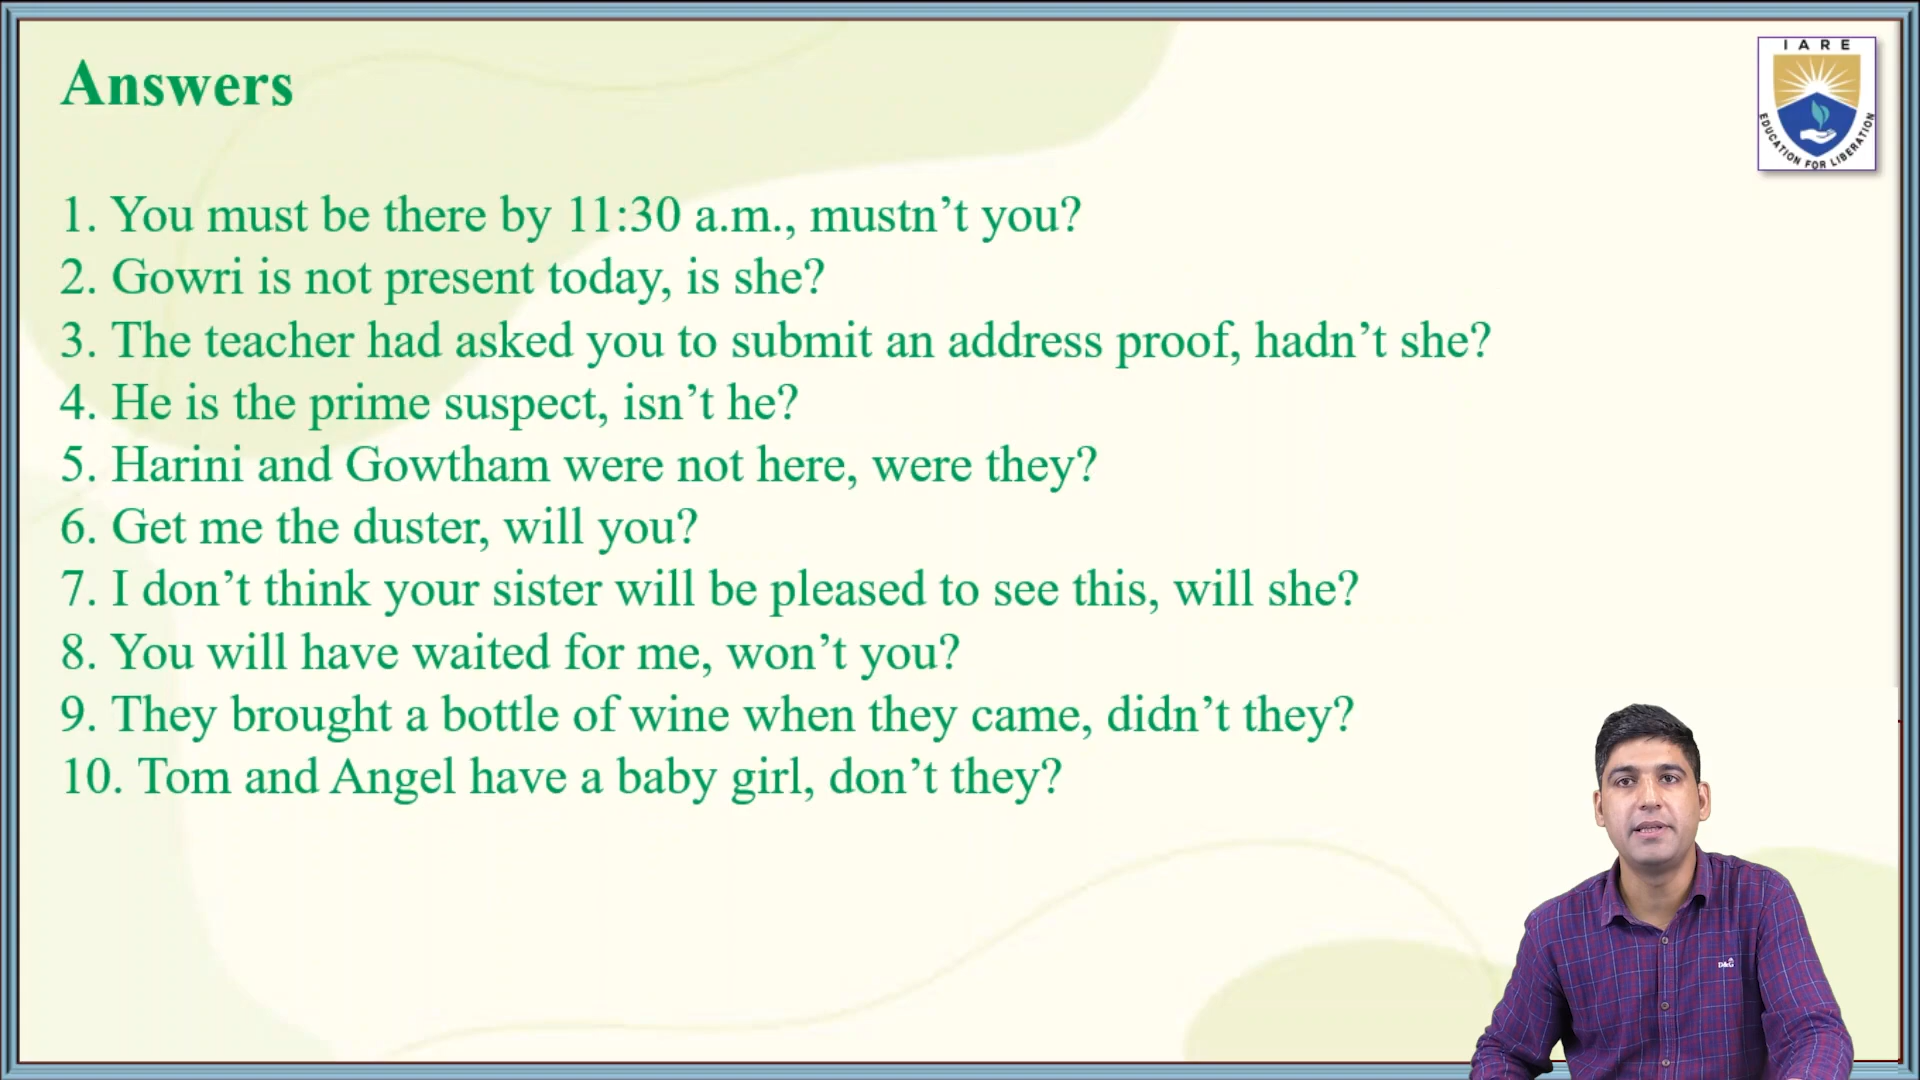 Answers
IARE
EDUCATION FOR LIBERATION
1. You must be there by 11:30 a.m., mustn’t you?
2. Gowri is not present today, is she?
3. The teacher had asked you to submit an address proof, hadn’t she?
4. He is the prime suspect, isn’t he?
5. Harini and Gowtham were not here, were they?
6. Get me the duster, will you?
7. I don’t think your sister will be pleased to see this, will she?
8. You will have waited for me, won’t you?
9. They brought a bottle of wine when they came, didn’t they?
10. Tom and Angel have a baby girl, don’t they?
D&G